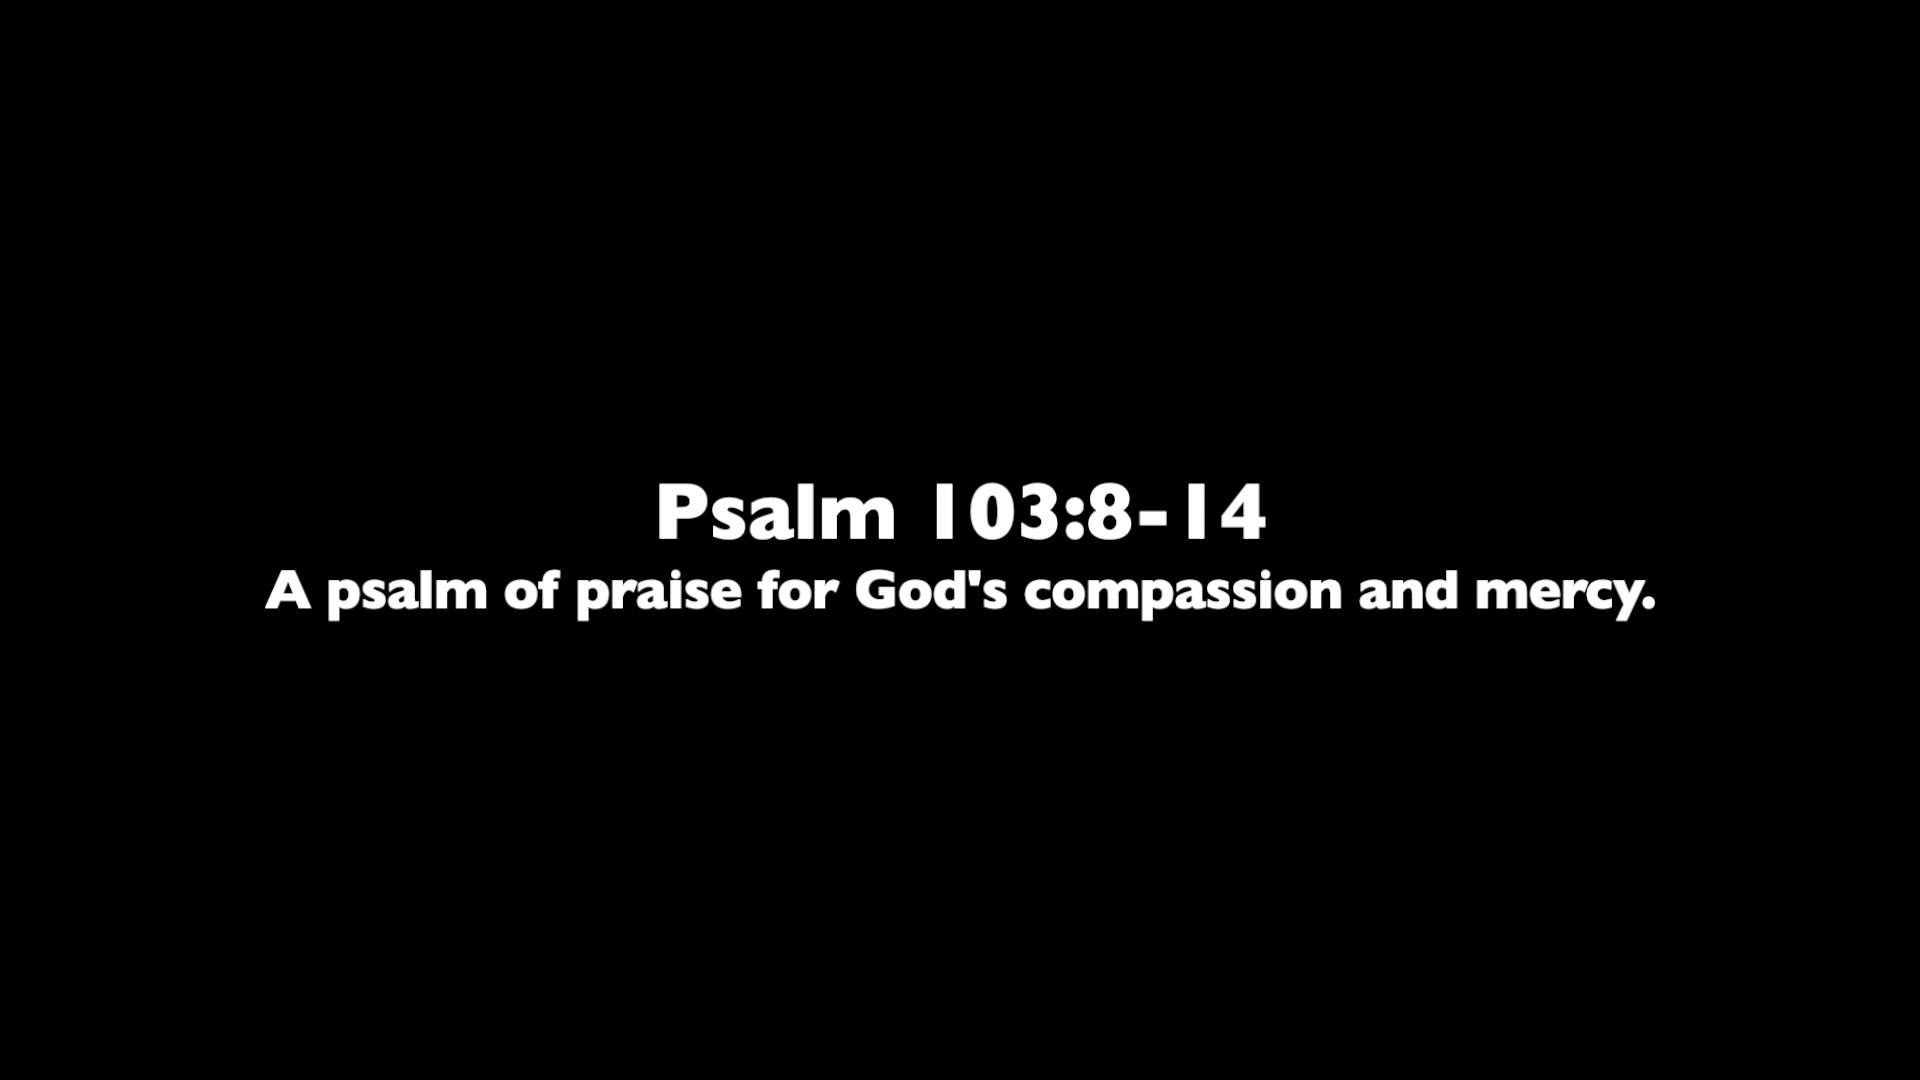 Psalm 103:8-14
A psalm of praise for God's compassion and mercy.